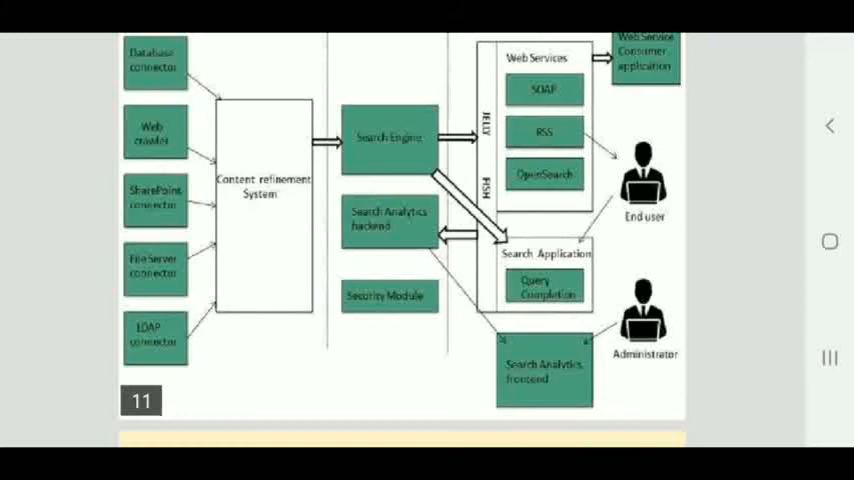 Database
connector
Web
crawler
SharePoint
connector
File Server
connector
LDAP
connector
Content refinement
System
Search Engine
Search Analytics
backend
Security Module
JELLY
FISH
Web Services
SOAP
RSS
OpenSearch
Search Application
Query
Completion
Search Analytics
frontend
Web Service
Consumer
application
End user
Administrator
11